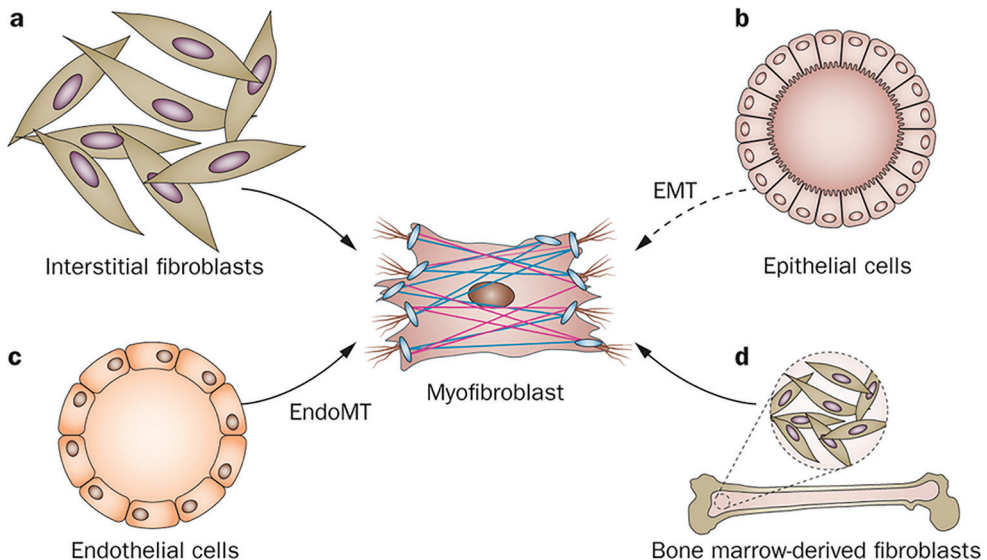 a
b
Interstitial fibroblasts
EMT
Epithelial cells
Myofibroblast
c
EndoMT
Endothelial cells
d
Bone marrow-derived fibroblasts